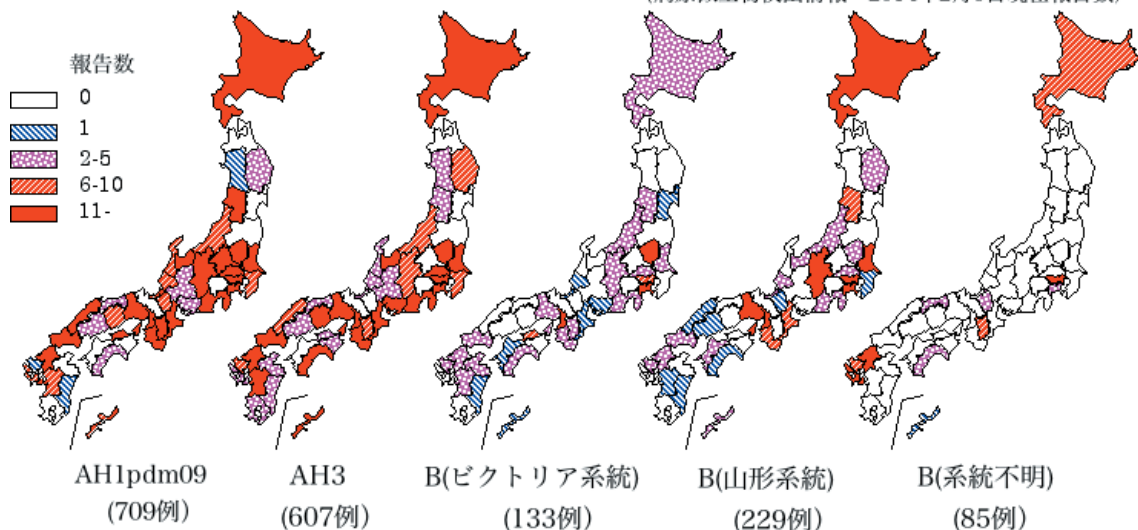 報告数
0
1
2-5
6-10
11-
AH1pdm09
(709例)
AH3
(607例)
B(ビクトリア系統)
(133例)
B(山形系統)
(229例)
B(系統不明)
(85例)